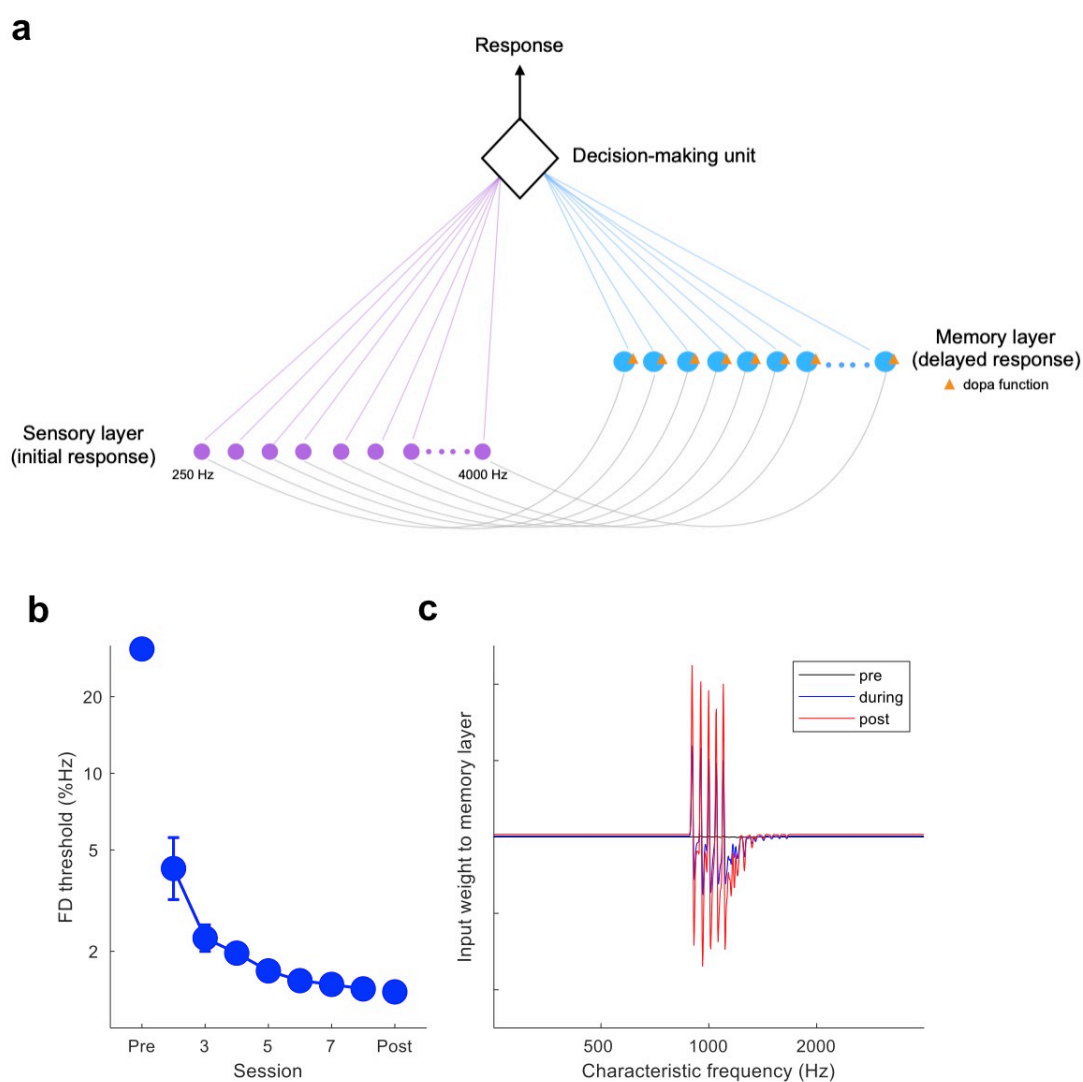 a
Response
Decision-making unit
Memory layer
(delayed response)
dopa function
Sensory layer
(initial response)
250 Hz
4000 Hz
b
FD threshold (%Hz)
20
10
5
2
Pre
3
5
7
Post
Session
c
Input weight to memory layer
pre
during
post
500
1000
2000
Characteristic frequency (Hz)